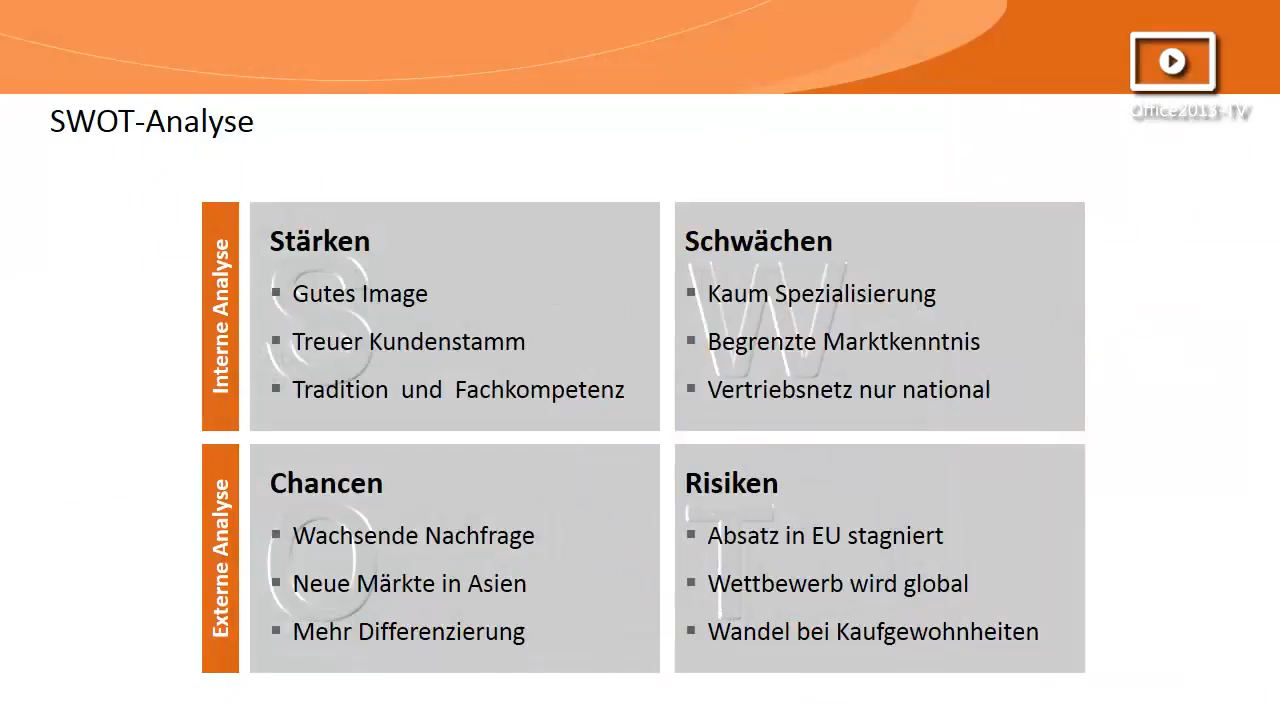 Office2013-TV
SWOT-Analyse
Interne Analyse
Stärken
Gutes Image
Treuer Kundenstamm
Tradition und Fachkompetenz
S
Schwächen
Kaum Spezialisierung
Begrenzte Marktkenntnis
Vertriebsnetz nur national
W
Externe Analyse
Chancen
Wachsende Nachfrage
Neue Märkte in Asien
Mehr Differenzierung
O
Risiken
Absatz in EU stagniert
Wettbewerb wird global
Wandel bei Kaufgewohnheiten
T